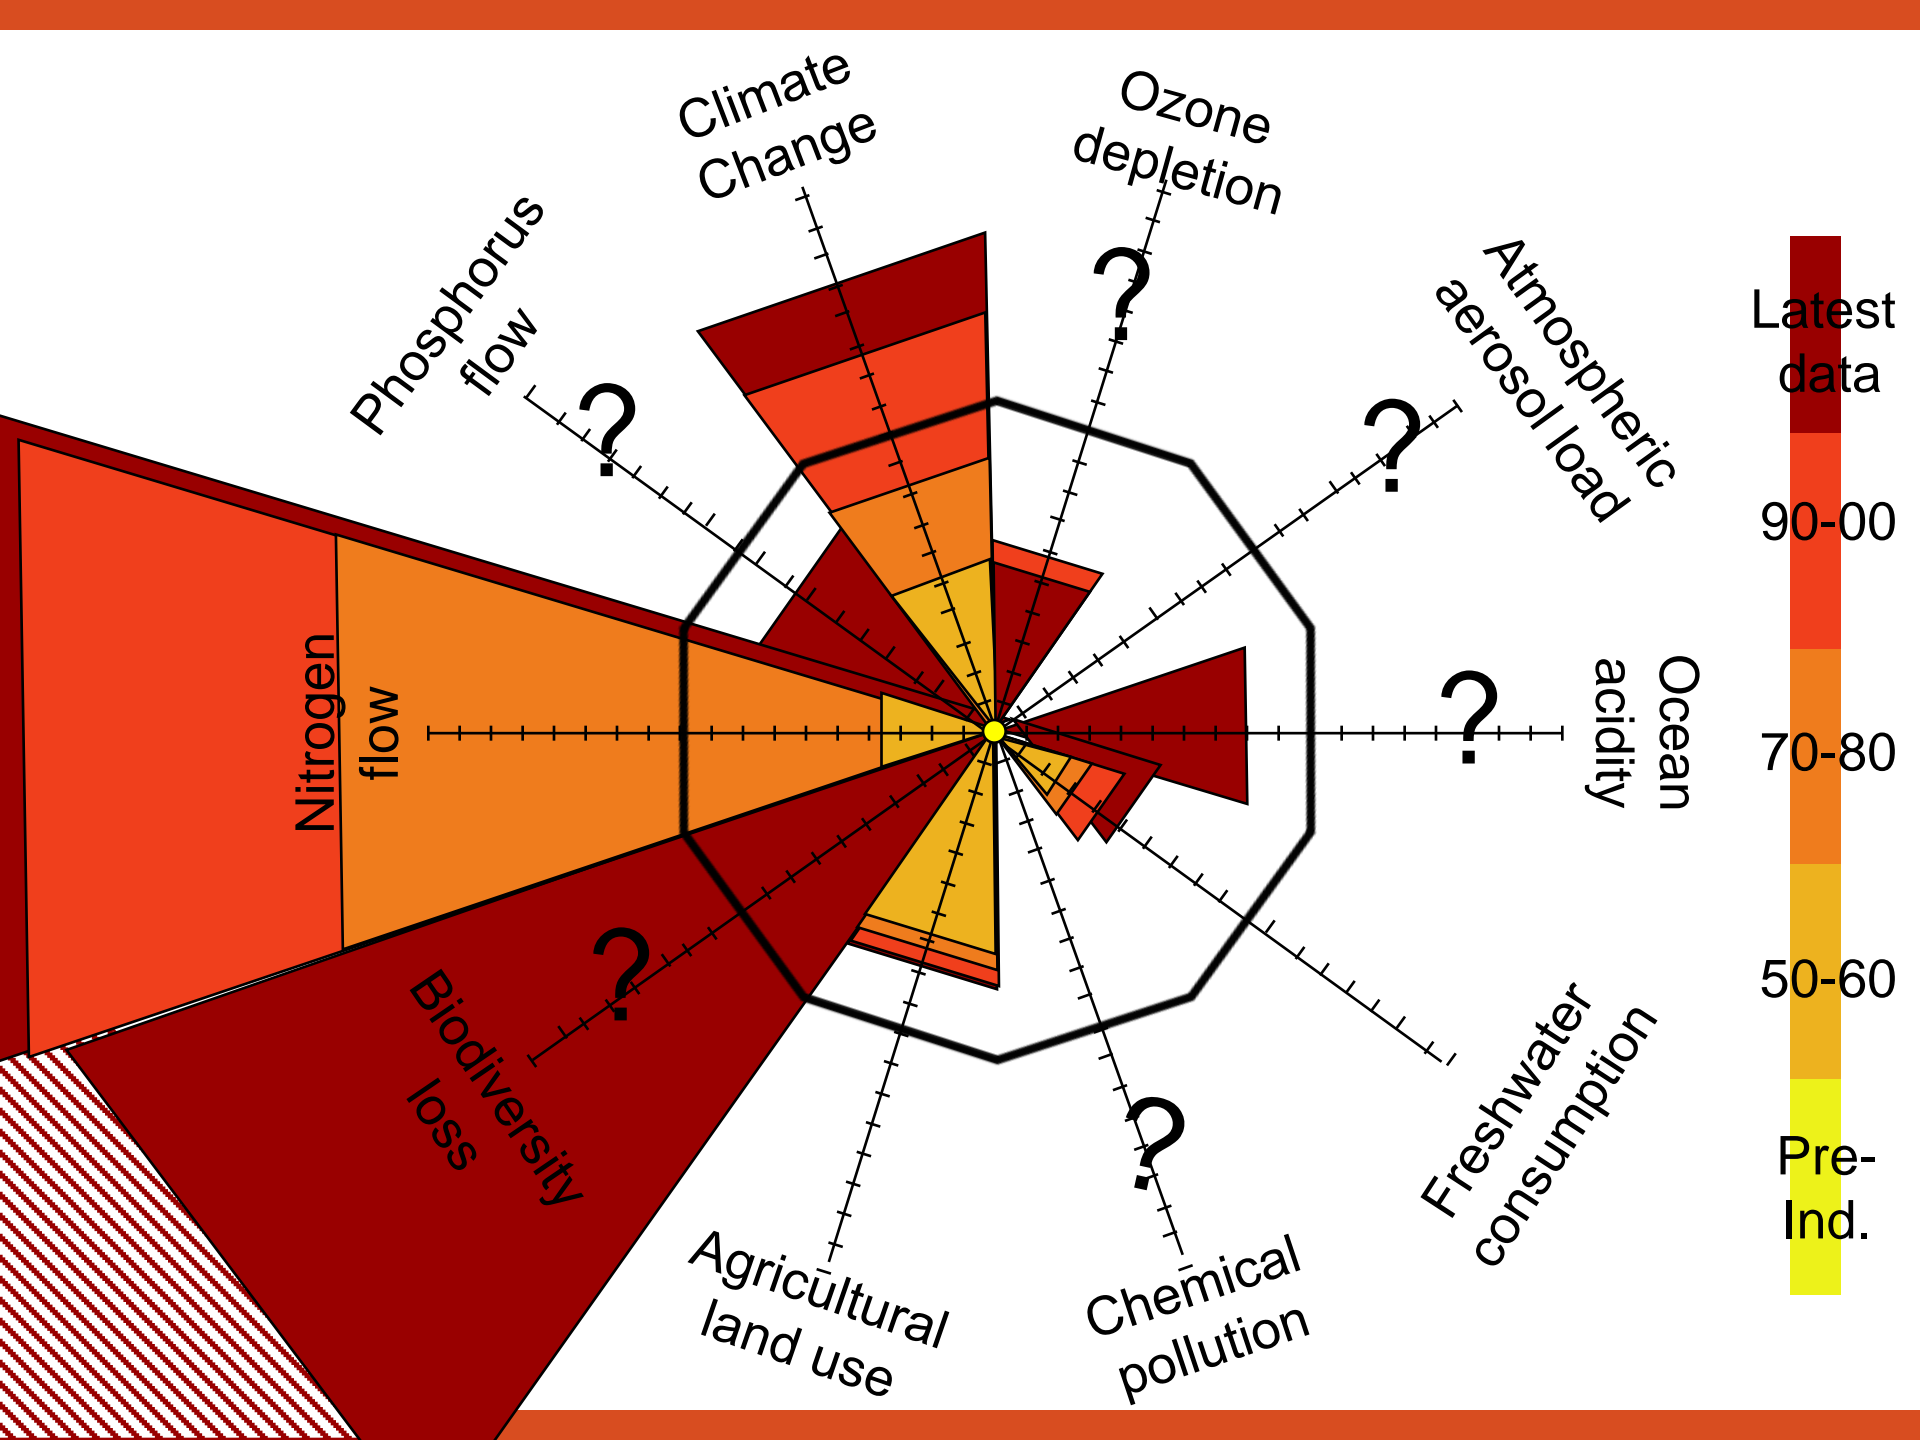 Climate
Change
Ozone
depletion
?
Atmospheric
aerosol load
?
Ocean
acidity
?
Freshwater
consumption
Chemical
pollution
?
Agricultural
land use
Biodiversity
loss
?
Nitrogen
flow
Phosphorus
flow
?
Latest
data
90-00
70-80
50-60
Pre-
Ind.